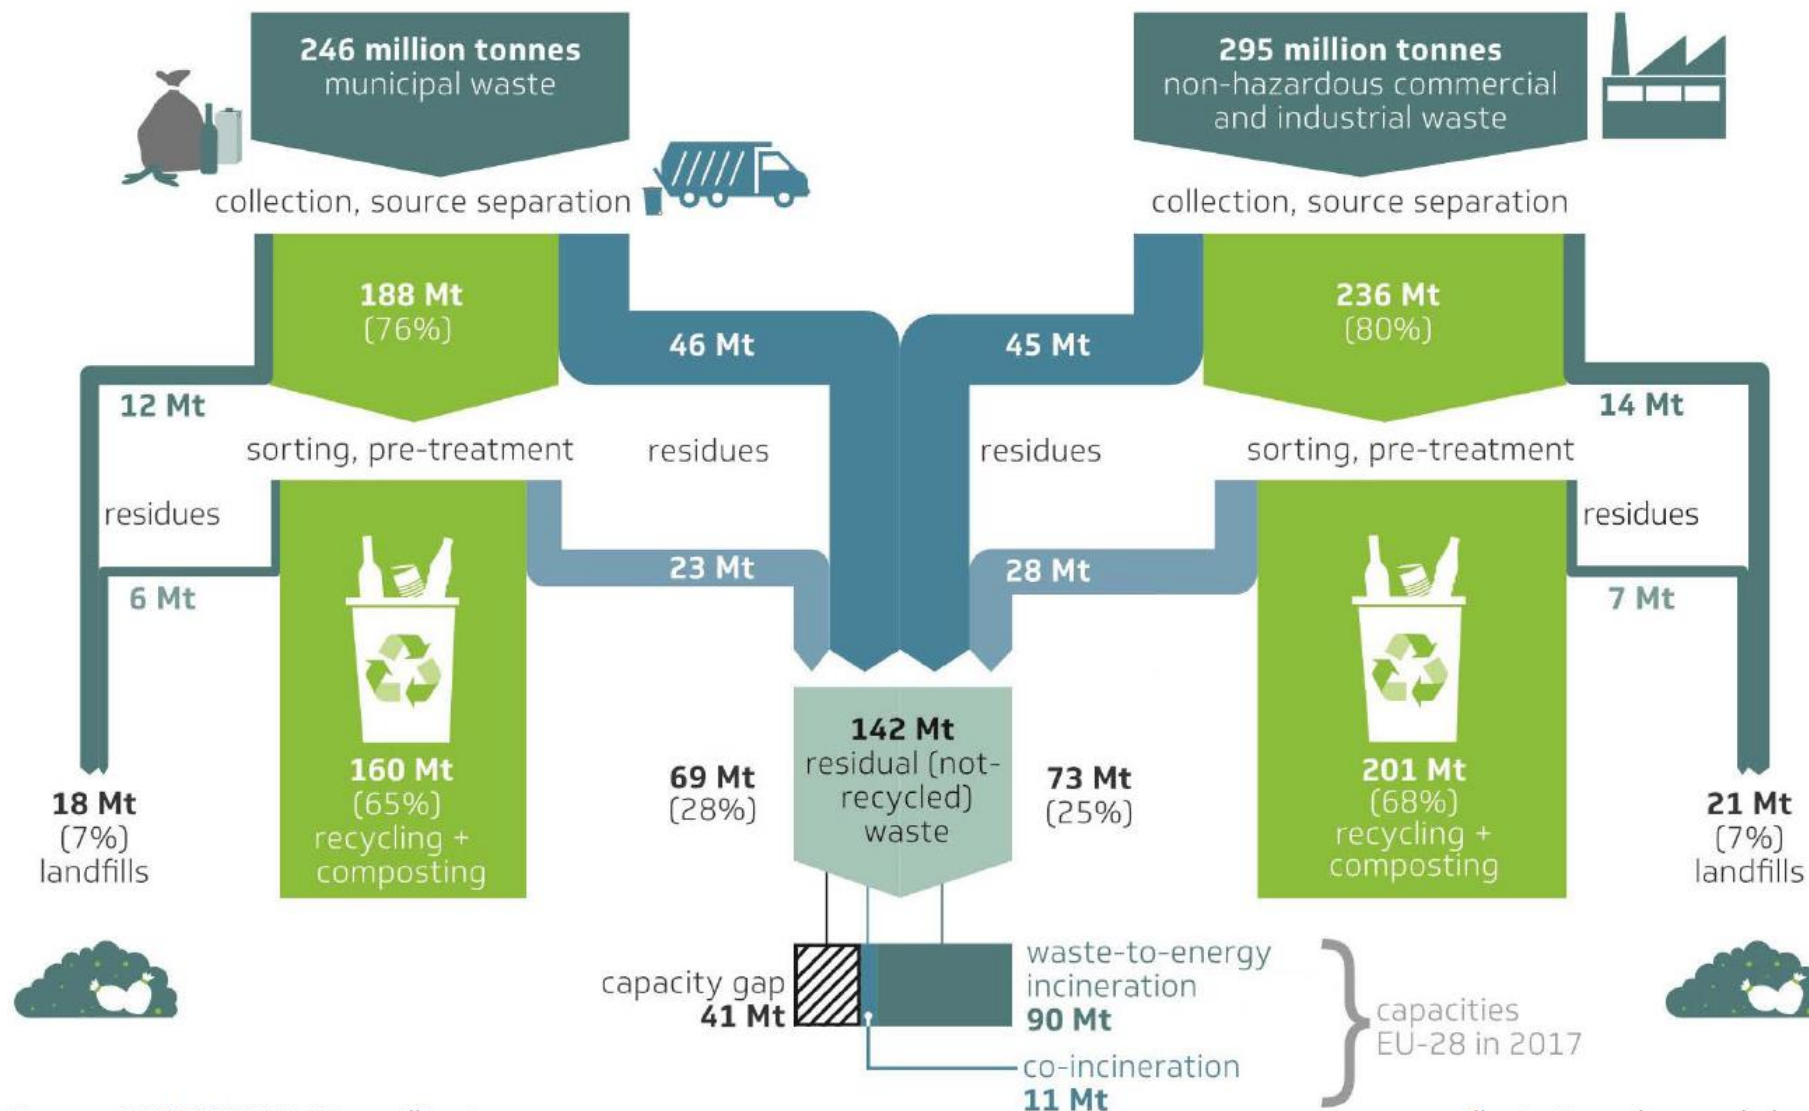 246 million tonnes
municipal waste
295 million tonnes
non-hazardous commercial
and industrial waste
collection, source separation
collection, source separation
188 Mt
(76%)
46 Mt
45 Mt
236 Mt
(80%)
12 Mt
14 Mt
sorting, pre-treatment
residues
residues
sorting, pre-treatment
residues
residues
23 Mt
28 Mt
6 Mt
7 Mt
142 Mt
residual (not-
recycled)
waste
160 Mt
(65%)
recycling +
composting
69 Mt
(28%)
73 Mt
(25%)
201 Mt
(68%)
recycling +
composting
18 Mt
(7%)
landfills
21 Mt
(7%)
landfills
capacity gap
41 Mt
waste-to-energy
incineration
90 Mt
co-incineration
11 Mt
capacities
EU-28 in 2017